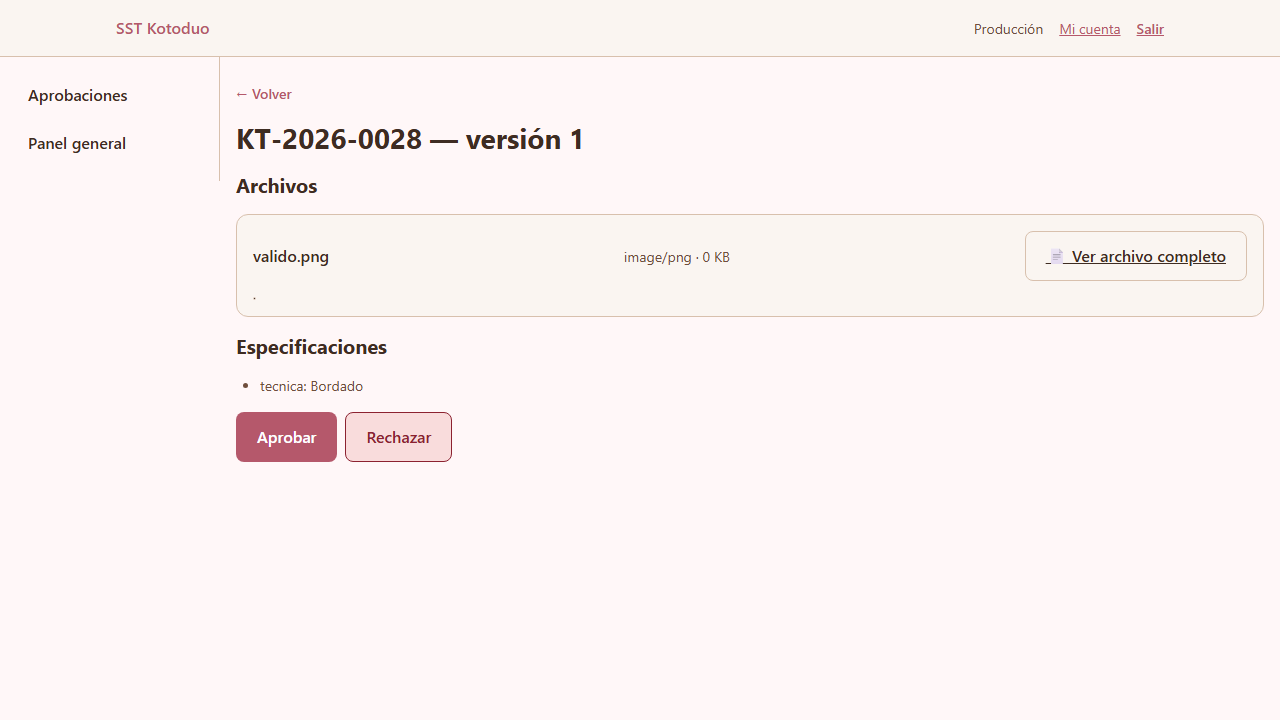 SST Kotoduo
Producción Mi cuenta Salir
Aprobaciones
Panel general
← Volver
KT-2026-0028 — versión 1
Archivos
valido.png
image/png · 0 KB
📄 Ver archivo completo
.
Especificaciones
• tecnica: Bordado
Aprobar
Rechazar